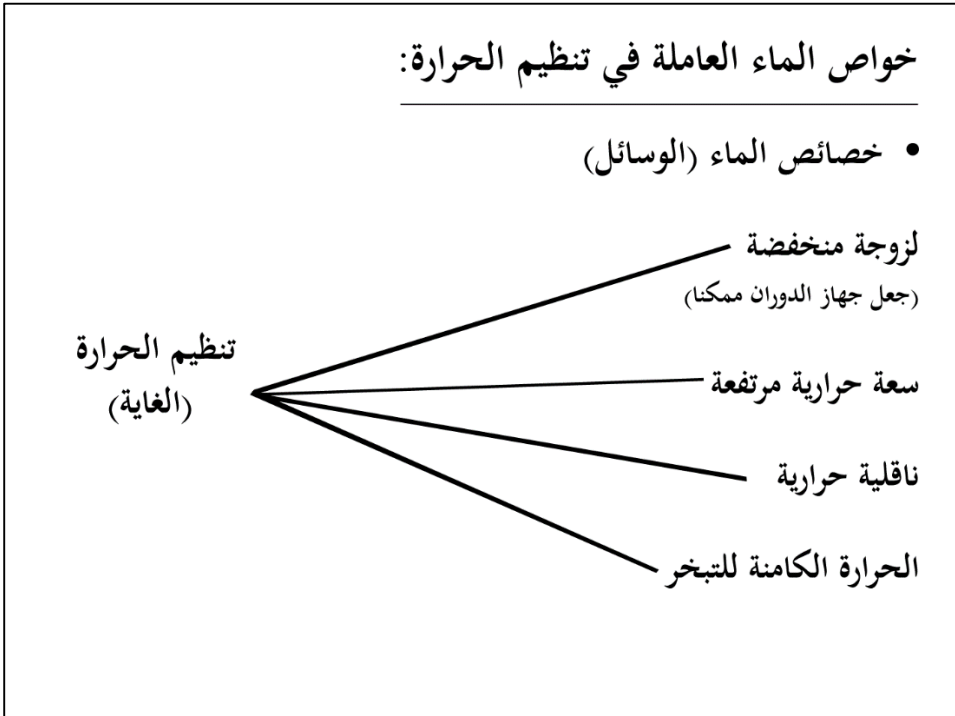 خواص الماء العاملة في تنظيم الحرارة:
• خصائص الماء (الوسائل)
لزوجة منخفضة
(جعل جهاز الدوران ممكنا)
سعة حرارية مرتفعة
ناقلية حرارية
الحرارة الكامنة للتبخر
تنظيم الحرارة
(الغاية)